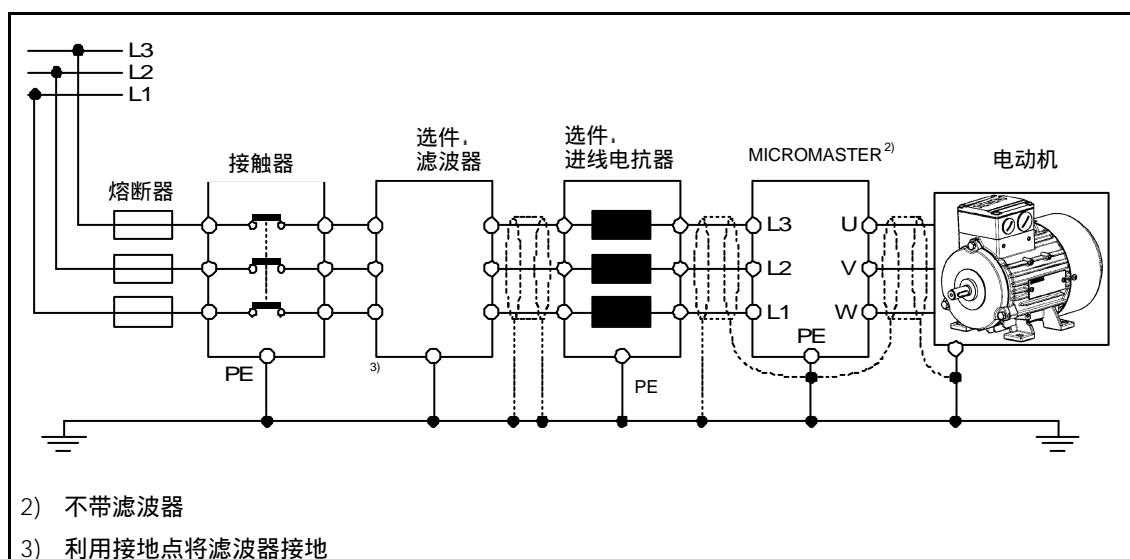 L3
L2
L1
选件,
滤波器
选件,
进线电抗器
接触器
MICROMASTER 2)
电动机
熔断器
L3
U
L2
V
L1
W
PE
PE
3)
PE
2) 不带滤波器
3) 利用接地点将滤波器接地